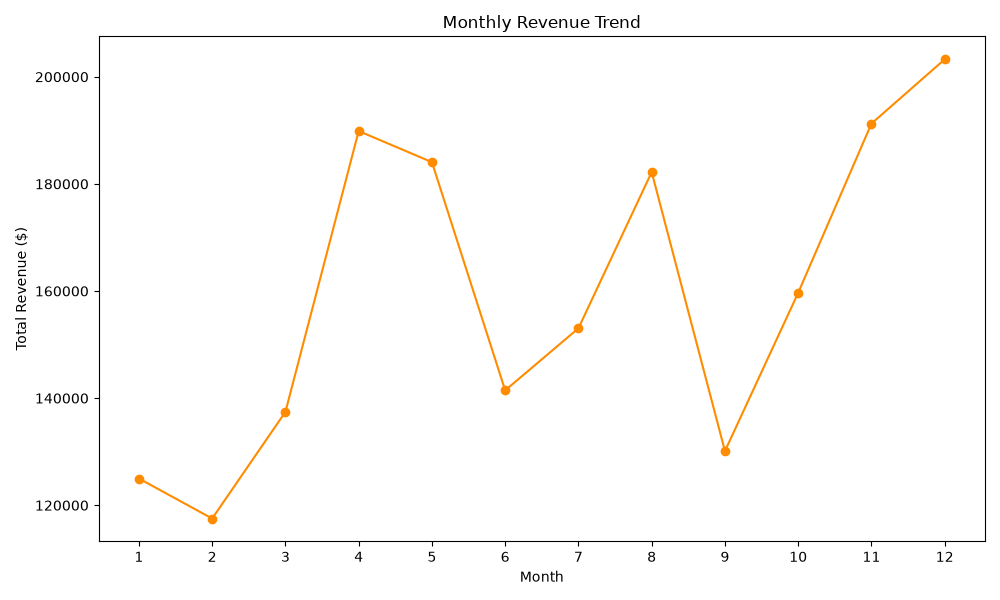 Monthly Revenue Trend
Total Revenue ($)
200000
180000
160000
140000
120000
1 2 3 4 5 6 7 8 9 10 11 12
Month